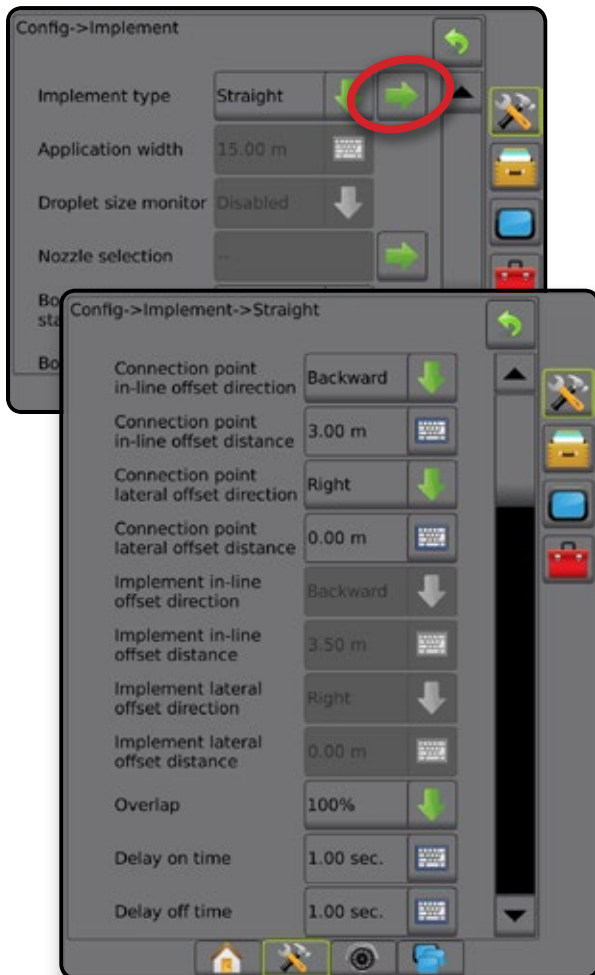 Config->Implement
Implement type Straight
Application width 15.00 m
Droplet size monitor Disabled
Nozzle selection --
Bo
sta
Bo
Config->Implement->Straight
Connection point
in-line offset direction Backward
Connection point
in-line offset distance 3.00 m
Connection point
lateral offset direction Right
Connection point
lateral offset distance 0.00 m
Implement in-line
offset direction Backward
Implement in-line
offset distance 3.50 m
Implement lateral
offset direction Right
Implement lateral
offset distance 0.00 m
Overlap 100%
Delay on time 1.00 sec.
Delay off time 1.00 sec.